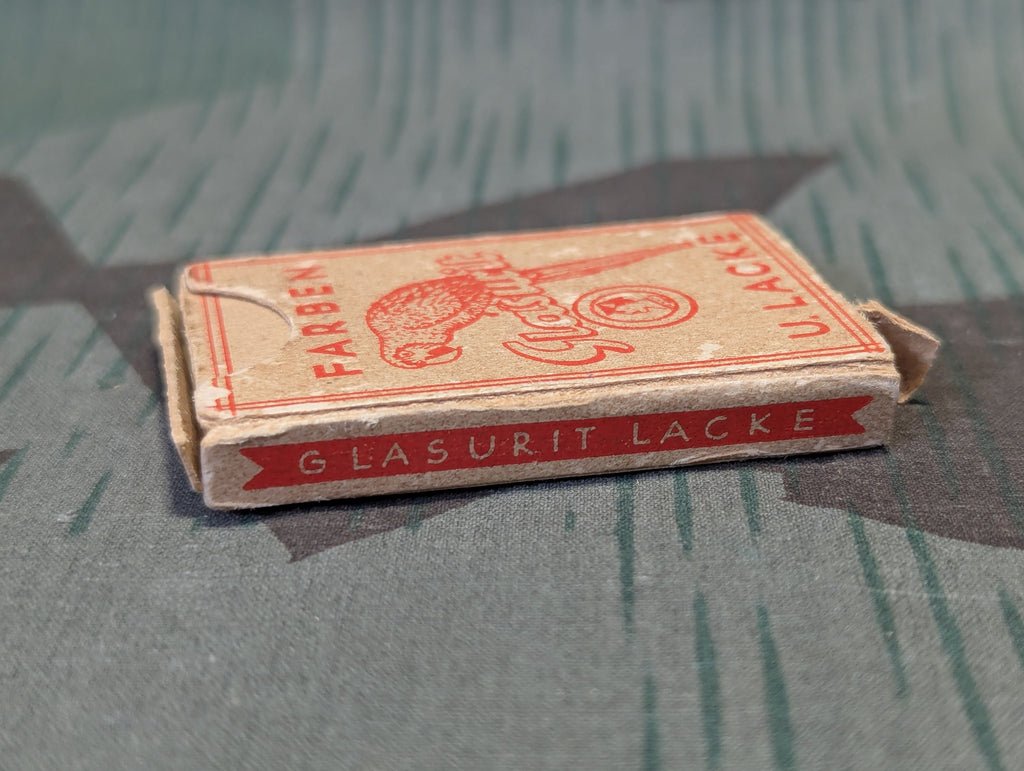 FARBEN
Glasurit
U. LACKE
GLASURIT LACKE